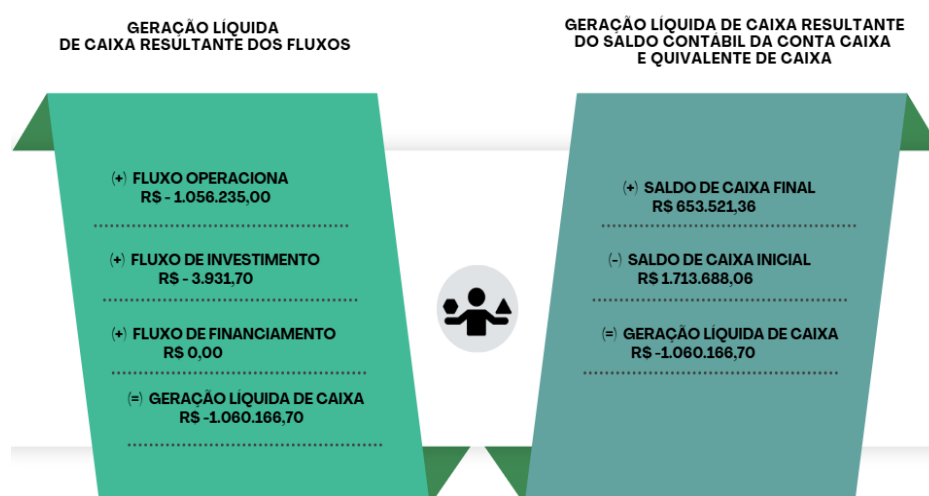 GERAÇÃO LÍQUIDA
DE CAIXA RESULTANTE DOS FLUXOS
(+) FLUXO OPERACIONA
R$ - 1.056.235,00
(+) FLUXO DE INVESTIMENTO
R$ - 3.931,70
(+) FLUXO DE FINANCIAMENTO
R$ 0,00
(=) GERAÇÃO LÍQUIDA DE CAIXA
R$ -1.060.166,70
GERAÇÃO LÍQUIDA DE CAIXA RESULTANTE
DO SALDO CONTÁBIL DA CONTA CAIXA
E QUIVALENTE DE CAIXA
(+) SALDO DE CAIXA FINAL
R$ 653.521,36
(-) SALDO DE CAIXA INICIAL
R$ 1.713.688,06
(=) GERAÇÃO LÍQUIDA DE CAIXA
R$ -1.060.166,70